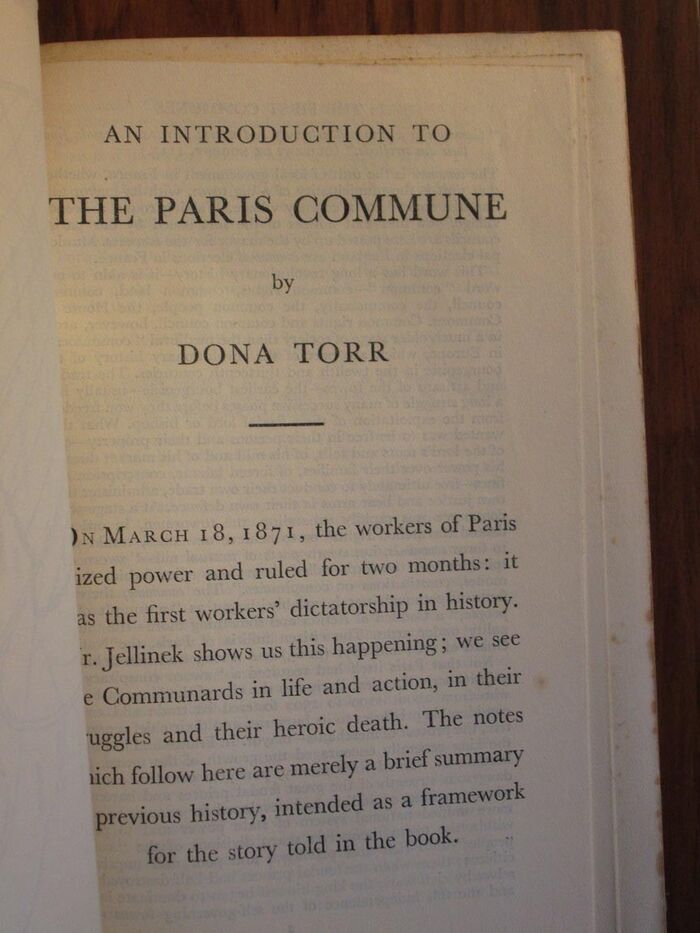 AN INTRODUCTION TO
THE PARIS COMMUNE
by
DONA TORR
ON MARCH 18, 1871, the workers of Paris
ized power and ruled for two months: it
as the first workers' dictatorship in history.
r. Jellinek shows us this happening; we see
e Communards in life and action, in their
ruggles and their heroic death. The notes
hich follow here are merely a brief summary
previous history, intended as a framework
for the story told in the book.